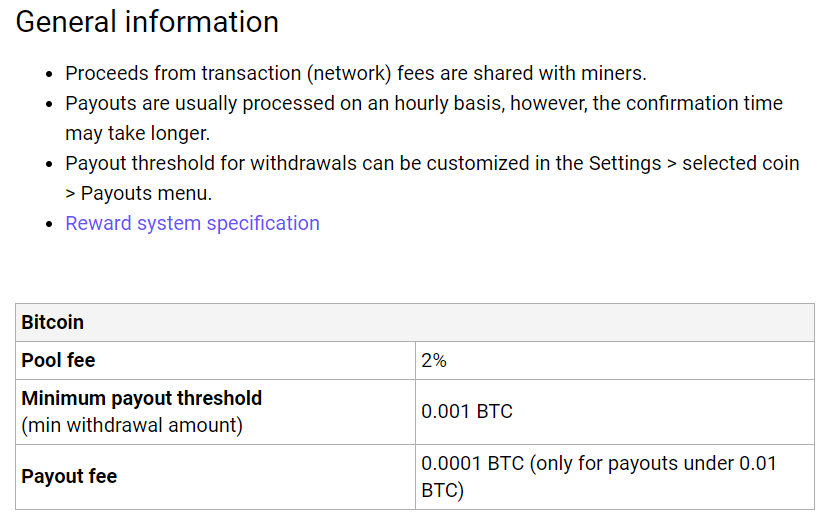 General information
• Proceeds from transaction (network) fees are shared with miners.
• Payouts are usually processed on an hourly basis, however, the confirmation time
may take longer.
• Payout threshold for withdrawals can be customized in the Settings > selected coin
> Payouts menu.
• Reward system specification
Bitcoin
Pool fee
2%
Minimum payout threshold
(min withdrawal amount)
0.001 BTC
Payout fee
0.0001 BTC (only for payouts under 0.01
BTC)